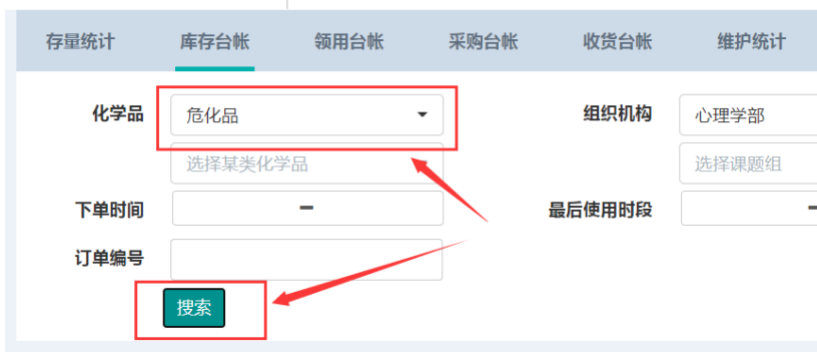 存量统计 库存台帐 领用台帐 采购台帐 收货台帐 维护统计
化学品 危化品 组织机构 心理学部
选择某类化学品 选择课题组
下单时间 – 最后使用时段 –
订单编号
搜索